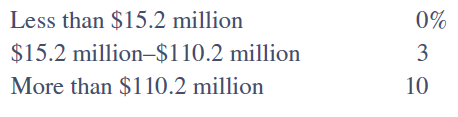 Less than $15.2 million 0%
$15.2 million–$110.2 million 3
More than $110.2 million 10